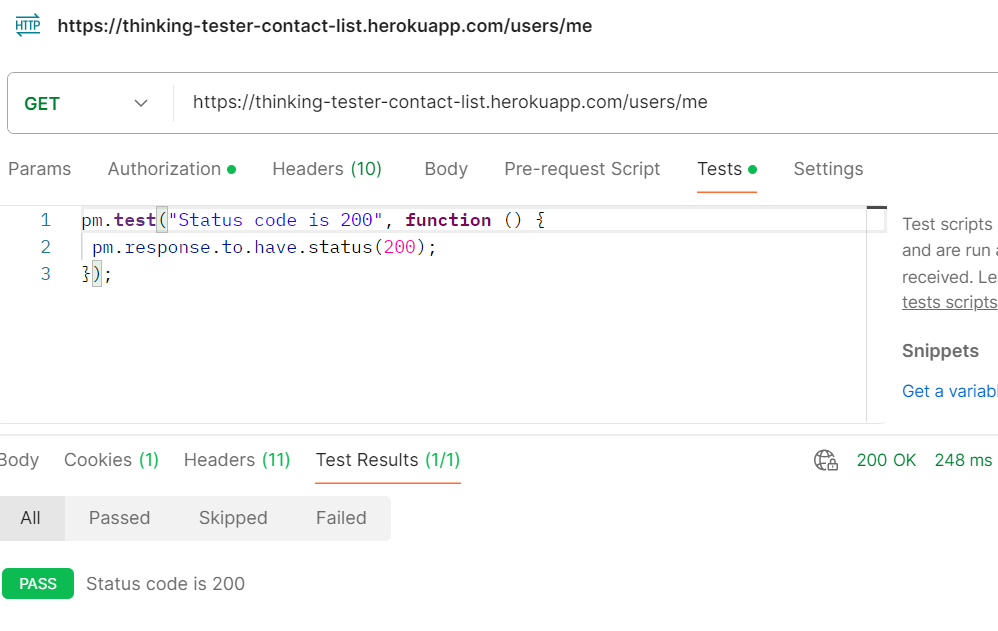 HTTP https://thinking-tester-contact-list.herokuapp.com/users/me
GET https://thinking-tester-contact-list.herokuapp.com/users/me
Params Authorization Headers (10) Body Pre-request Script Tests Settings
1 pm.test("Status code is 200", function () {
2 pm.response.to.have.status(200);
3 });
Test scripts
and are run
received. Le
tests scripts
Snippets
Get a variab
Body Cookies (1) Headers (11) Test Results (1/1) 200 OK 248 ms
All Passed Skipped Failed
PASS Status code is 200